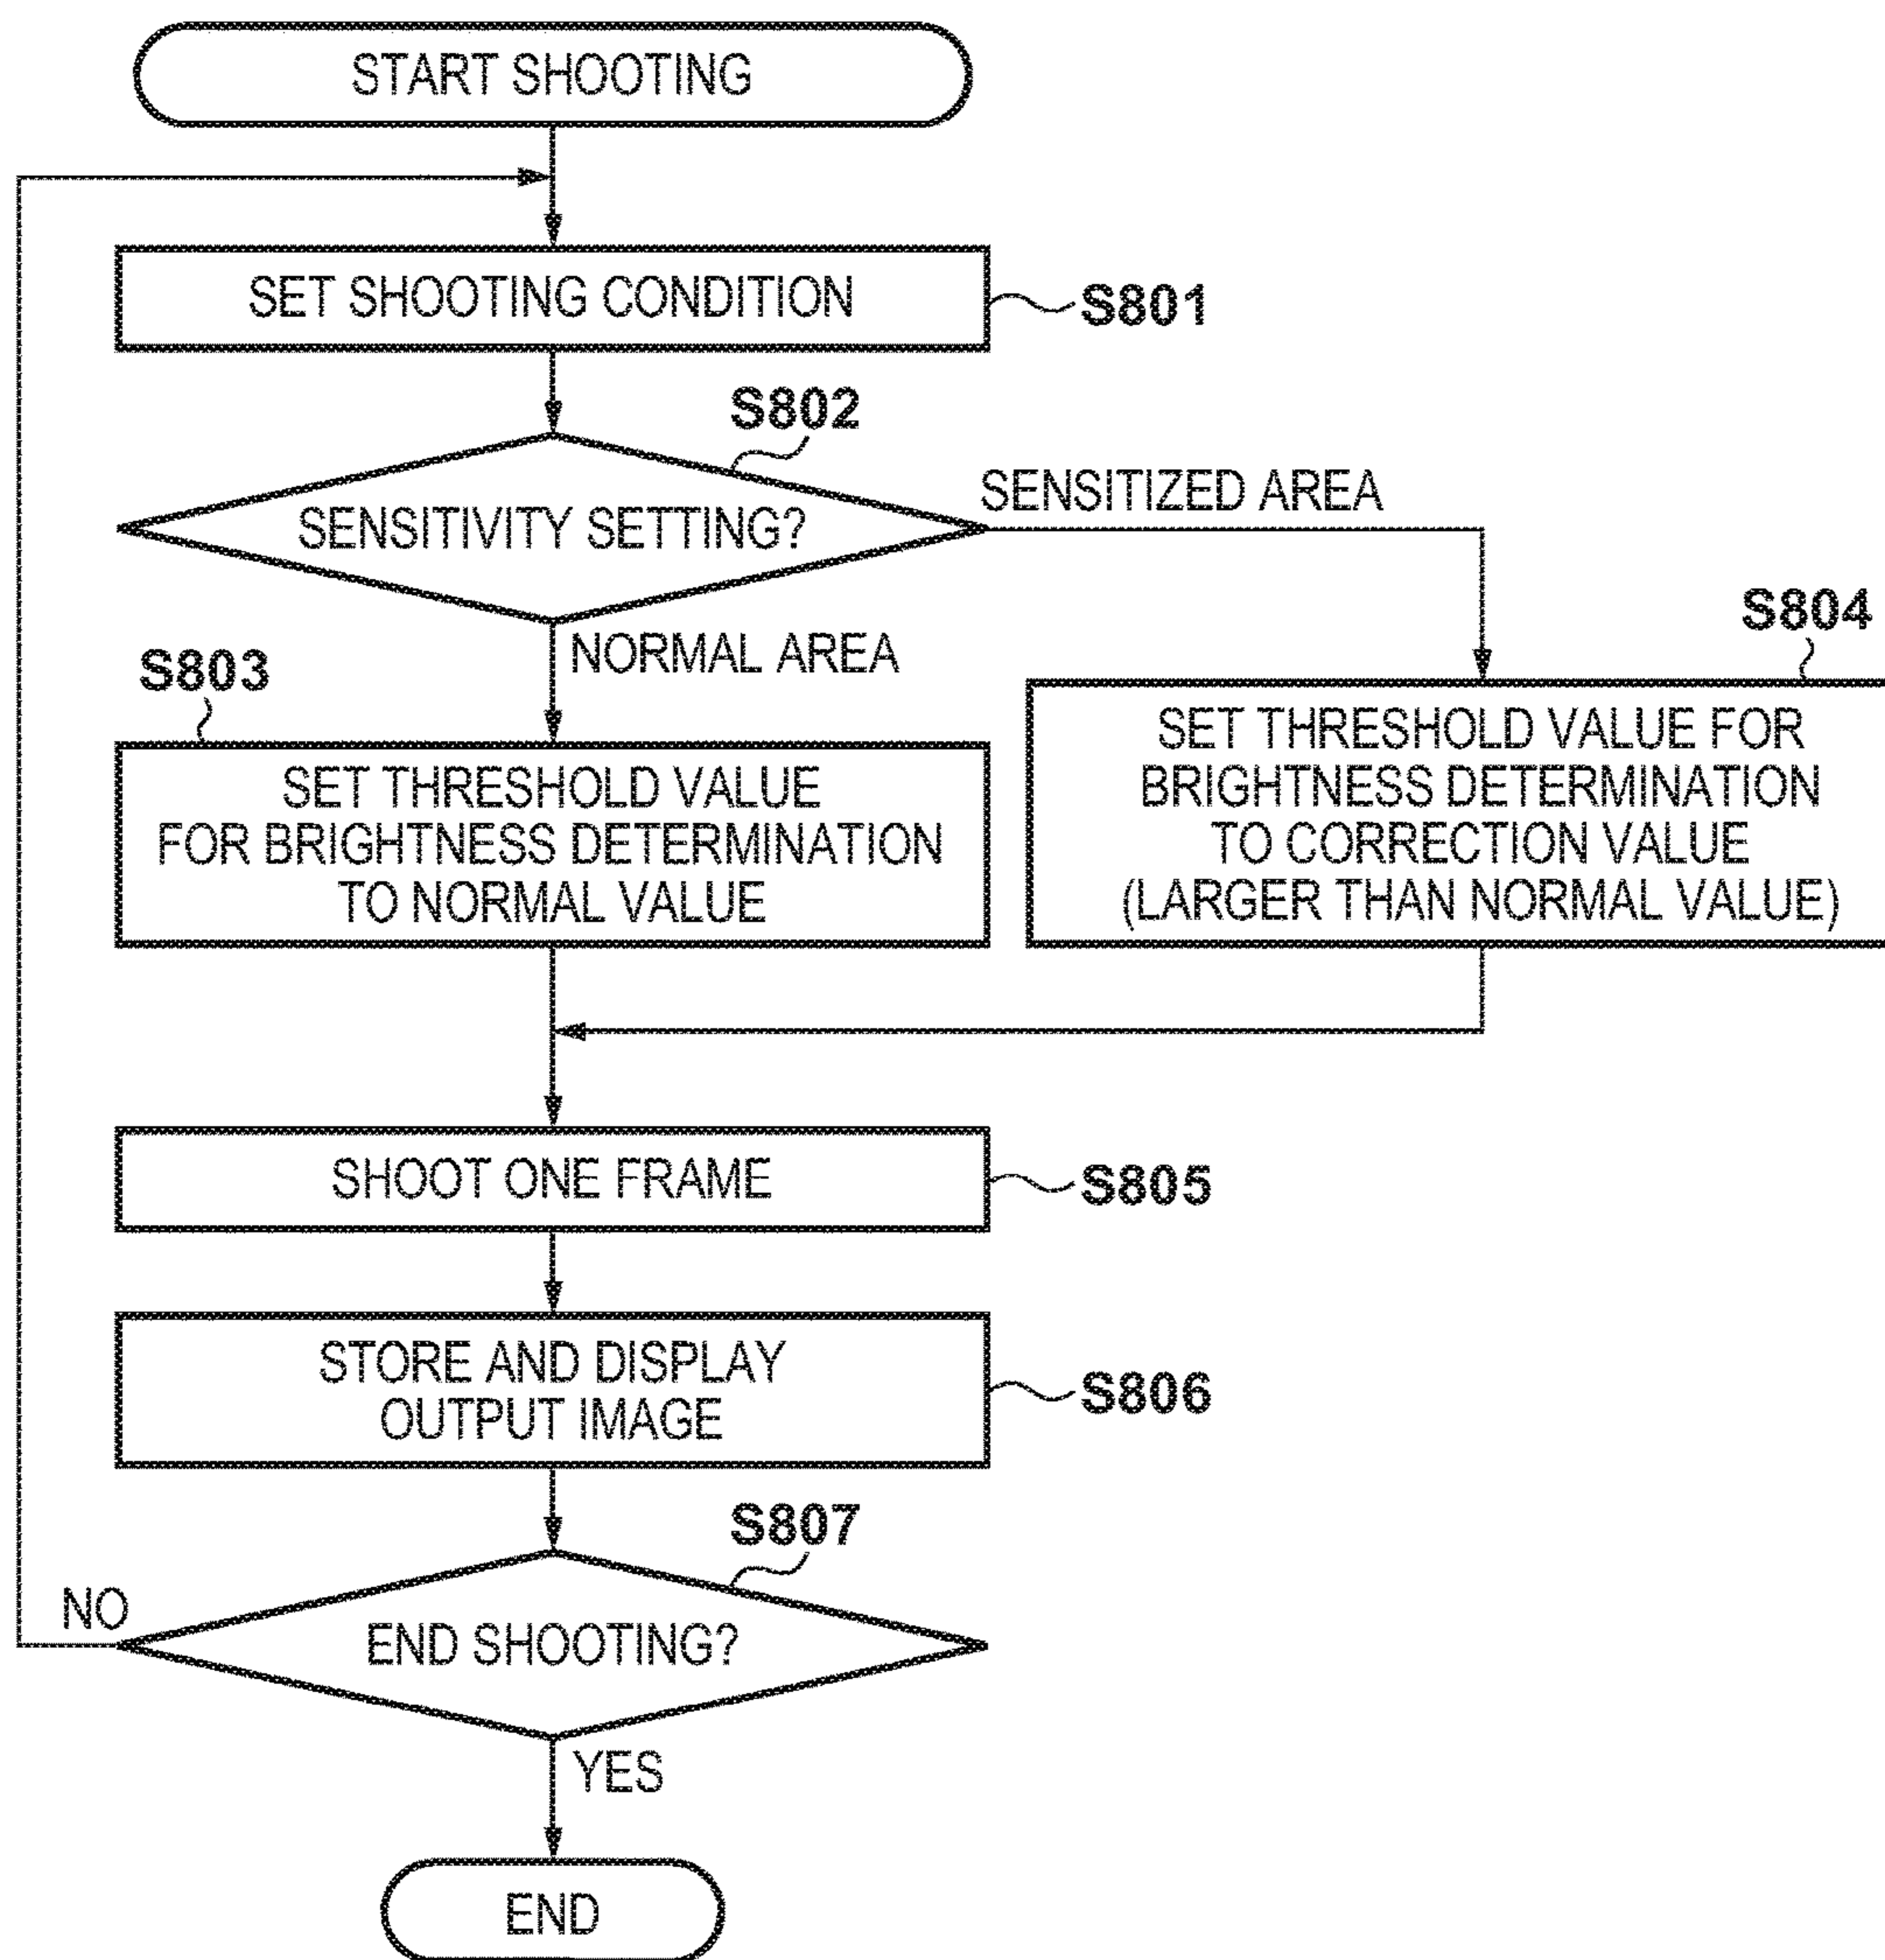 START SHOOTING
SET SHOOTING CONDITION
S801
S802
SENSITIVITY SETTING?
SENSITIZED AREA
NORMAL AREA
S803
SET THRESHOLD VALUE
FOR BRIGHTNESS DETERMINATION
TO NORMAL VALUE
S804
SET THRESHOLD VALUE FOR
BRIGHTNESS DETERMINATION
TO CORRECTION VALUE
(LARGER THAN NORMAL VALUE)
SHOOT ONE FRAME
S805
STORE AND DISPLAY
OUTPUT IMAGE
S806
S807
END SHOOTING?
NO
YES
END